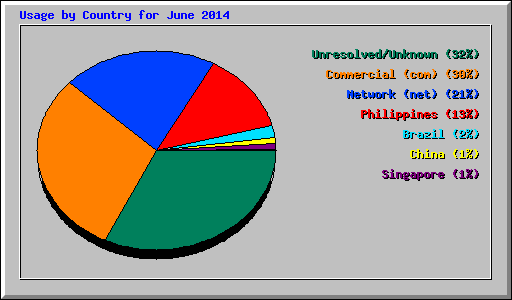 Usage by Country for June 2014
Unresolved/Unknown (32%)
Commercial (com) (30%)
Network (net) (21%)
Philippines (13%)
Brazil (2%)
China (1%)
Singapore (1%)